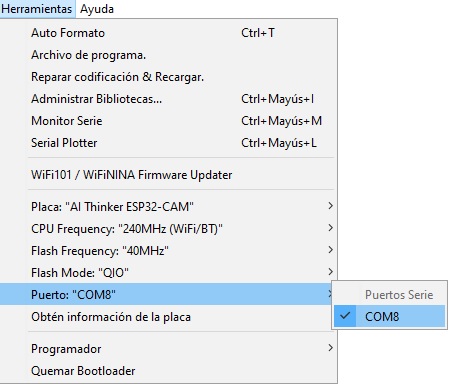 Herramientas Ayuda
Auto Formato Ctrl+T
Archivo de programa.
Reparar codificación & Recargar.
Administrar Bibliotecas... Ctrl+Mayús+I
Monitor Serie Ctrl+Mayús+M
Serial Plotter Ctrl+Mayús+L
WiFi101 / WiFiNINA Firmware Updater
Placa: "AI Thinker ESP32-CAM"
CPU Frequency: "240MHz (WiFi/BT)"
Flash Frequency: "40MHz"
Flash Mode: "QIO"
Puerto: "COM8"
Puertos Serie
COM8
Obtén información de la placa
Programador
Quemar Bootloader